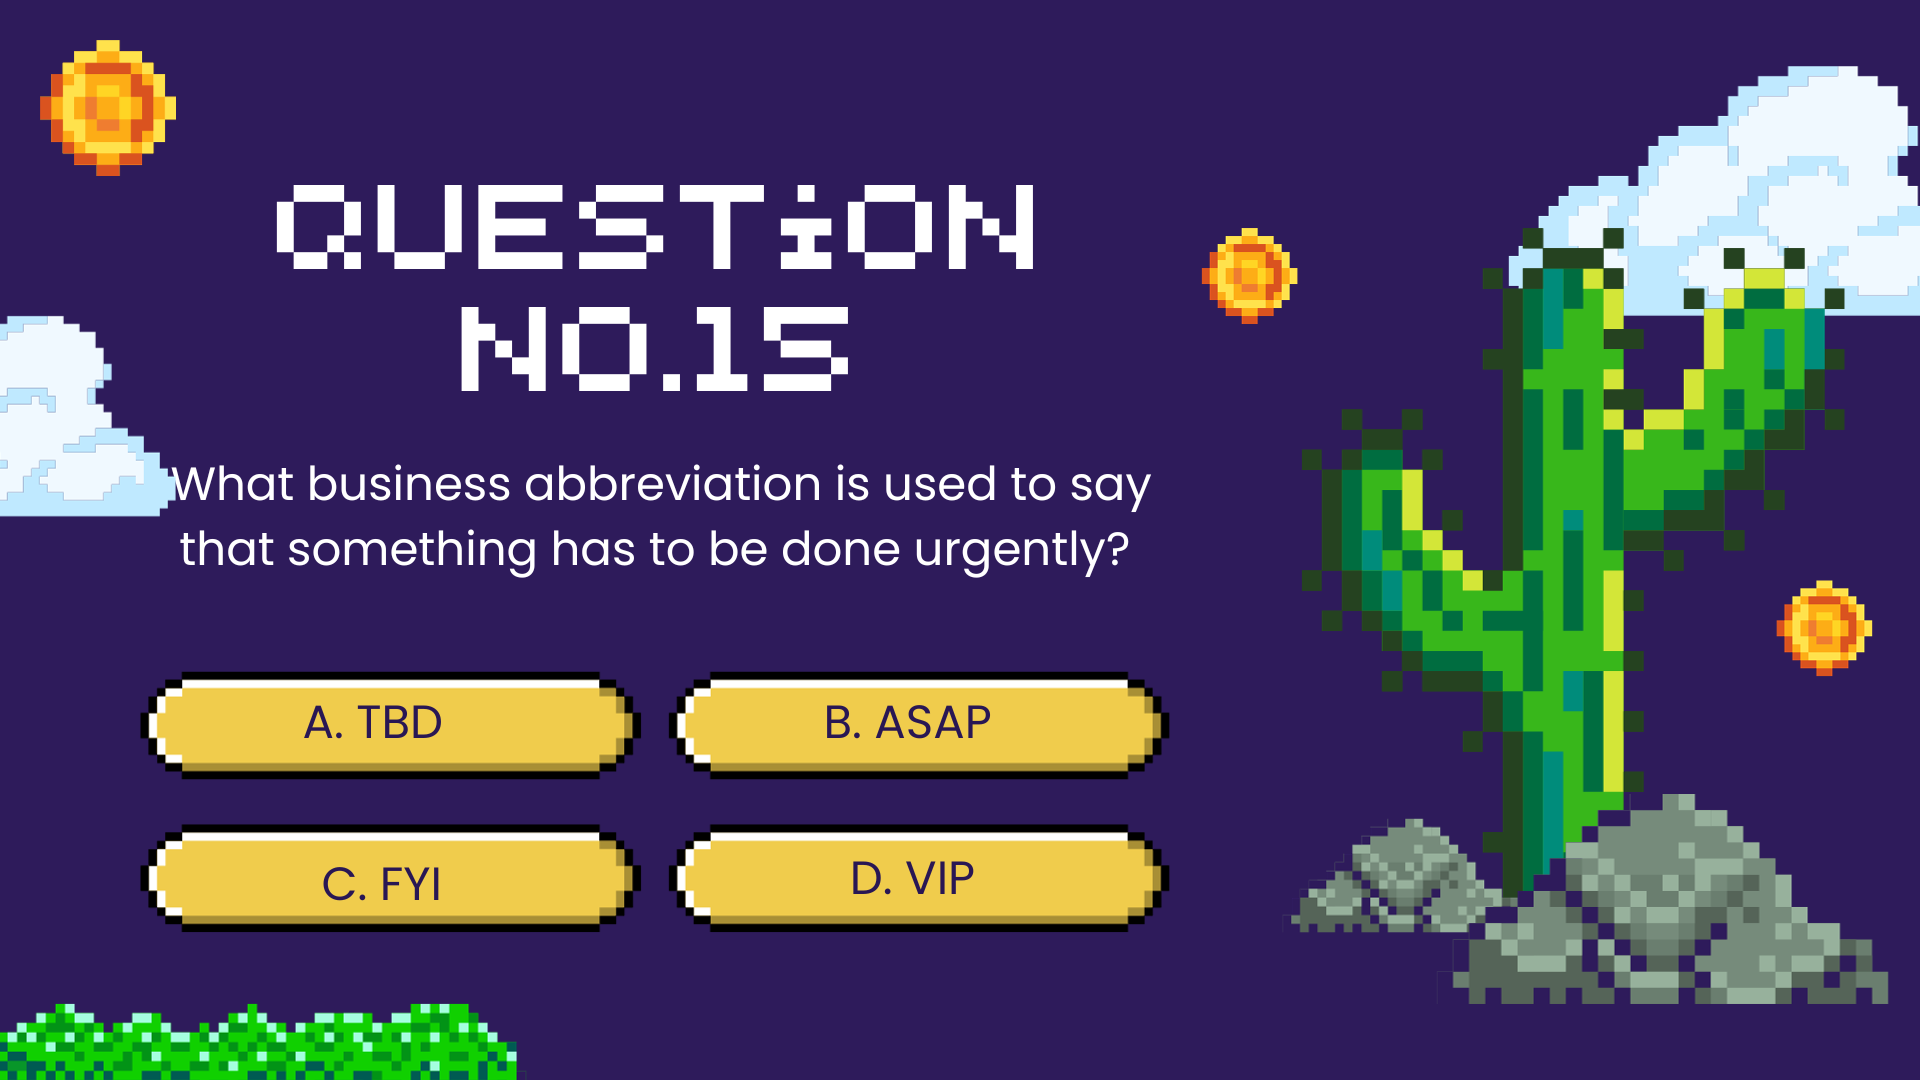 QUESTiON
NO.15
What business abbreviation is used to say
that something has to be done urgently?
A. TBD
B. ASAP
C. FYI
D. VIP